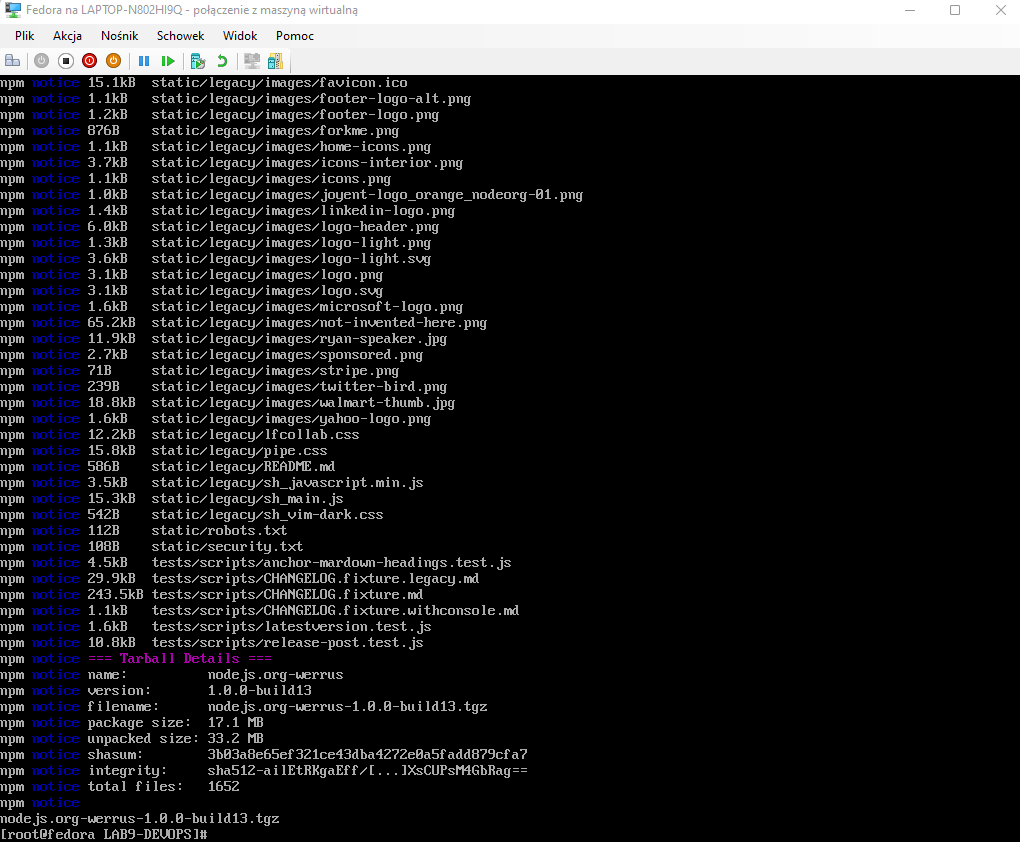 Fedora na LAPTOP-N802HI9Q - połączenie z maszyną wirtualną
Plik Akcja Nośnik Schowek Widok Pomoc
npm notice 15.1kB static/legacy/images/favicon.ico
npm notice 1.1kB static/legacy/images/footer-logo-alt.png
npm notice 1.2kB static/legacy/images/footer-logo.png
npm notice 876B static/legacy/images/forkme.png
npm notice 1.1kB static/legacy/images/home-icons.png
npm notice 3.7kB static/legacy/images/icons-interior.png
npm notice 1.1kB static/legacy/images/icons.png
npm notice 1.0kB static/legacy/images/joyent-logo_orange_nodeorg-01.png
npm notice 1.4kB static/legacy/images/linkedin-logo.png
npm notice 6.0kB static/legacy/images/logo-header.png
npm notice 1.3kB static/legacy/images/logo-light.png
npm notice 3.6kB static/legacy/images/logo-light.svg
npm notice 3.1kB static/legacy/images/logo.png
npm notice 3.1kB static/legacy/images/logo.svg
npm notice 1.6kB static/legacy/images/microsoft-logo.png
npm notice 65.2kB static/legacy/images/not-invented-here.png
npm notice 11.9kB static/legacy/images/ryan-speaker.jpg
npm notice 2.7kB static/legacy/images/sponsored.png
npm notice 71B static/legacy/images/stripe.png
npm notice 239B static/legacy/images/twitter-bird.png
npm notice 18.8kB static/legacy/images/walmart-thumb.jpg
npm notice 1.6kB static/legacy/images/yahoo-logo.png
npm notice 12.2kB static/legacy/lfcollab.css
npm notice 15.8kB static/legacy/pipe.css
npm notice 586B static/legacy/README.md
npm notice 3.5kB static/legacy/sh_javascript.min.js
npm notice 15.3kB static/legacy/sh_main.js
npm notice 542B static/legacy/sh_vim-dark.css
npm notice 112B static/robots.txt
npm notice 108B static/security.txt
npm notice 4.5kB tests/scripts/anchor-mardown-headings.test.js
npm notice 29.9kB tests/scripts/CHANGELOG.fixture.legacy.md
npm notice 243.5kB tests/scripts/CHANGELOG.fixture.md
npm notice 1.1kB tests/scripts/CHANGELOG.fixture.withconsole.md
npm notice 1.6kB tests/scripts/latestversion.test.js
npm notice 10.8kB tests/scripts/release-post.test.js
npm notice === Tarball Details ===
npm notice name: nodejs.org-werrus
npm notice version: 1.0.0-build13
npm notice filename: nodejs.org-werrus-1.0.0-build13.tgz
npm notice package size: 17.1 MB
npm notice unpacked size: 33.2 MB
npm notice shasum: 3b03a8e65ef321ce43dba4272e0a5fadd879cfa7
npm notice integrity: sha512-ailEtRKgaEff/[...]XsCUPsM4GbRag==
npm notice total files: 1652
npm notice
nodejs.org-werrus-1.0.0-build13.tgz
[root@fedora LAB9-DEVOPS]#